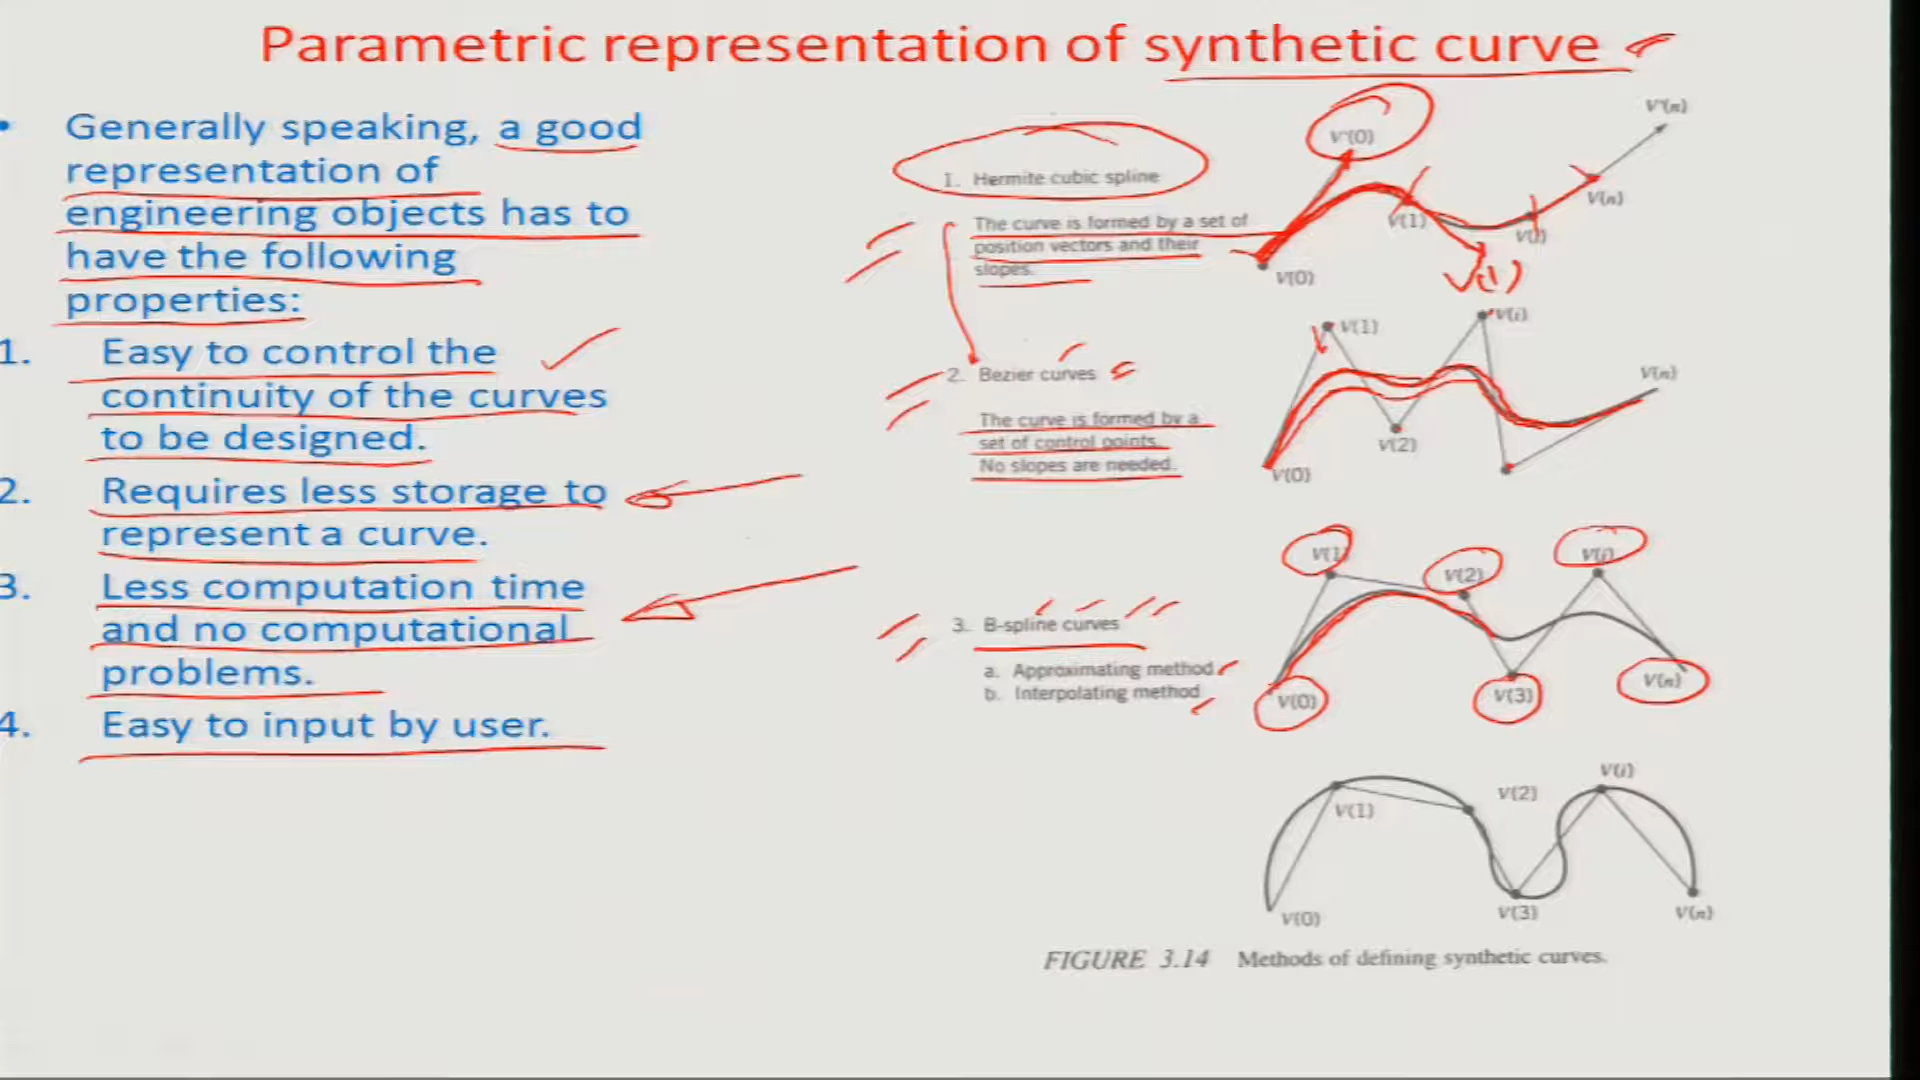 Parametric representation of synthetic curve
• Generally speaking, a good
representation of
engineering objects has to
have the following
properties:
1. Easy to control the
continuity of the curves
to be designed.
2. Requires less storage to
represent a curve.
3. Less computation time
and no computational
problems.
4. Easy to input by user.
1. Hermite cubic spline
The curve is formed by a set of
position vectors and their
slopes.
V'(0)
V'(n)
V(1)
V(n)
V(i)
V(0)
V(1)
2. Bezier curves
The curve is formed by a
set of control points.
No slopes are needed.
V(1)
V(i)
V(n)
V(2)
V(0)
3. B-spline curves
a. Approximating method
b. Interpolating method
V(1)
V(2)
V(i)
V(0)
V(3)
V(n)
V(i)
V(1)
V(2)
V(0)
V(3)
V(n)
FIGURE 3.14 Methods of defining synthetic curves.